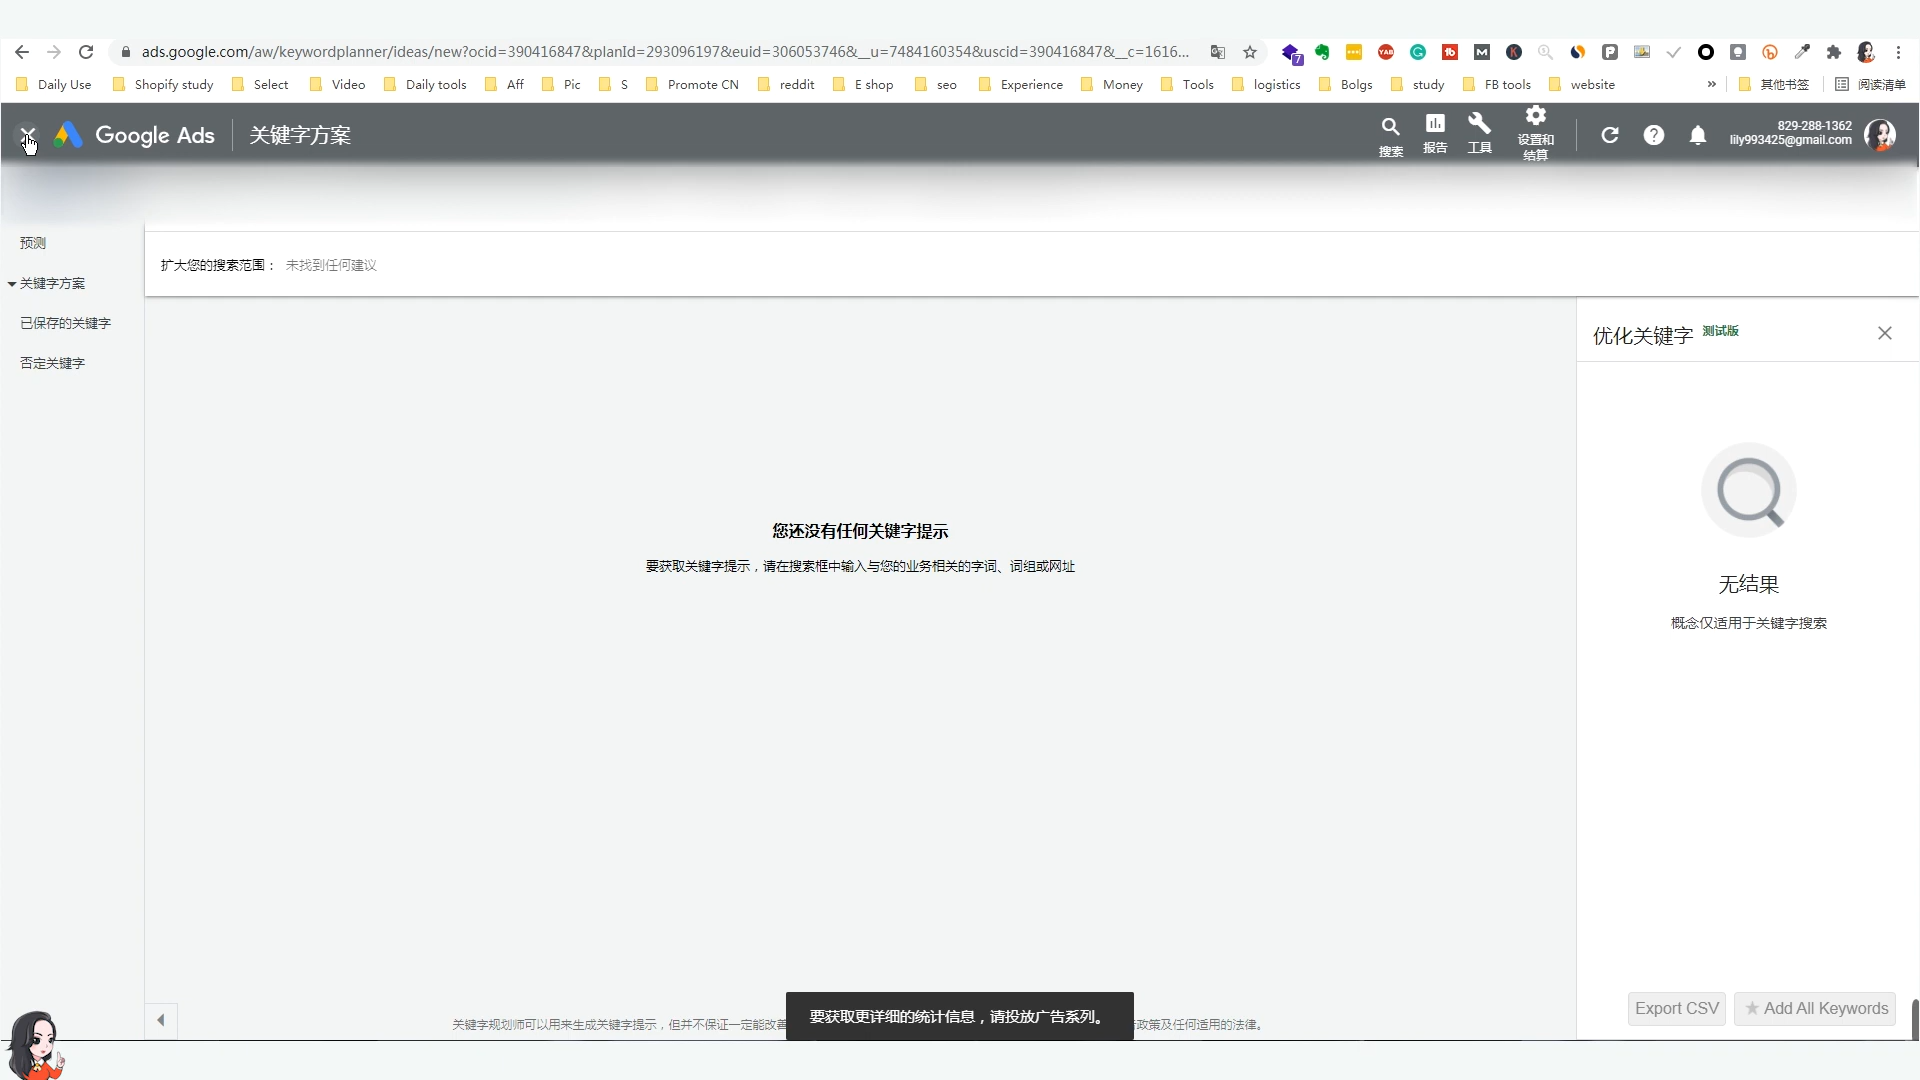 ads.google.com/aw/keywordplanner/ideas/new?ocid=390416847&planId=293096197&euid=306053746&__u=7484160354&uscid=390416847&__c=1616...
7
YAB
tb
M
K
P
Daily Use
Shopify study
Select
Video
Daily tools
Aff
Pic
S
Promote CN
reddit
E shop
seo
Experience
Money
Tools
logistics
Bolgs
study
FB tools
website
»
其他书签
阅读清单
Google Ads
关键字方案
搜索
报告
工具
设置和
结算
829-288-1362
lily993425@gmail.com
预测
关键字方案
已保存的关键字
否定关键字
扩大您的搜索范围： 未找到任何建议
优化关键字 测试版
您还没有任何关键字提示
要获取关键字提示，请在搜索框中输入与您的业务相关的字词、词组或网址
无结果
概念仅适用于关键字搜索
Export CSV
Add All Keywords
关键字规划师可以用来生成关键字提示，但并不保证一定能改善
要获取更详细的统计信息，请投放广告系列。
政策及任何适用的法律。